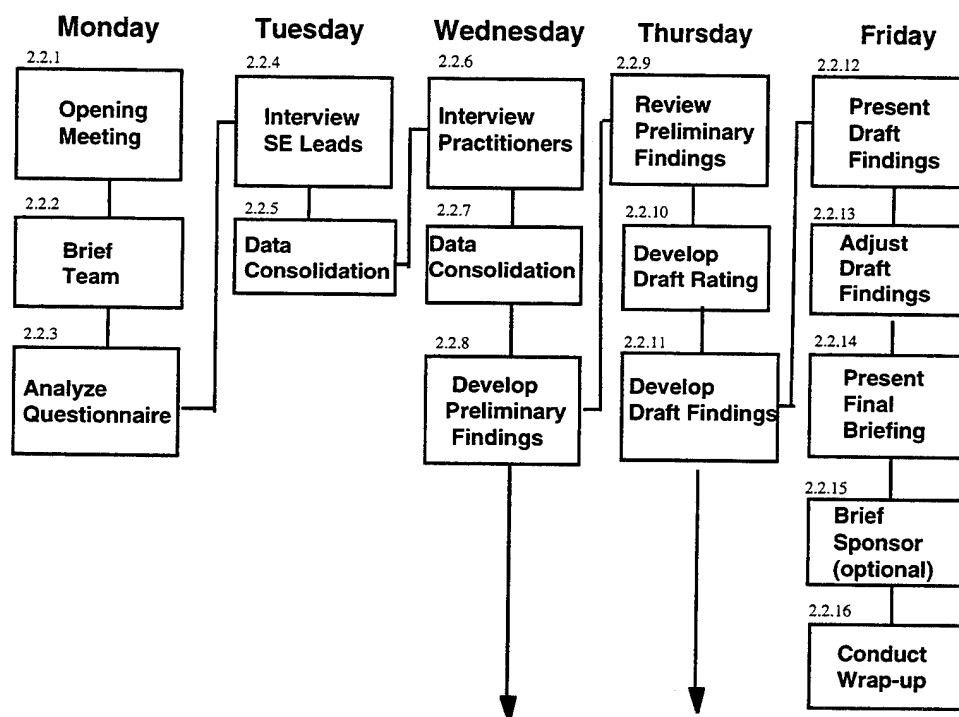 Monday
2.2.1
Opening
Meeting
2.2.2
Brief
Team
2.2.3
Analyze
Questionnaire
Tuesday
2.2.4
Interview
SE Leads
2.2.5
Data
Consolidation
Wednesday
2.2.6
Interview
Practitioners
2.2.7
Data
Consolidation
2.2.8
Develop
Preliminary
Findings
Thursday
2.2.9
Review
Preliminary
Findings
2.2.10
Develop
Draft Rating
2.2.11
Develop
Draft Findings
Friday
2.2.12
Present
Draft
Findings
2.2.13
Adjust
Draft
Findings
2.2.14
Present
Final
Briefing
2.2.15
Brief
Sponsor
(optional)
2.2.16
Conduct
Wrap-up